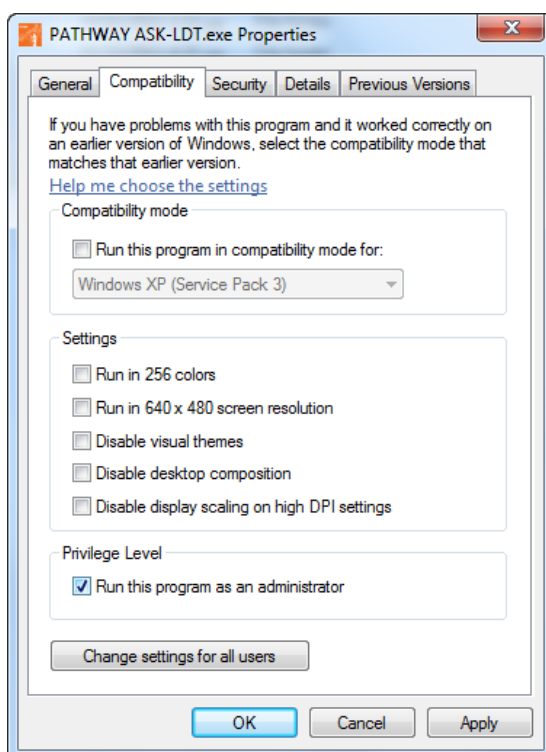 PATHWAY ASK-LDT.exe Properties
General Compatibility Security Details Previous Versions
If you have problems with this program and it worked correctly on
an earlier version of Windows, select the compatibility mode that
matches that earlier version.
Help me choose the settings
Compatibility mode
Run this program in compatibility mode for:
Windows XP (Service Pack 3)
Settings
Run in 256 colors
Run in 640 x 480 screen resolution
Disable visual themes
Disable desktop composition
Disable display scaling on high DPI settings
Privilege Level
Run this program as an administrator
Change settings for all users
OK Cancel Apply